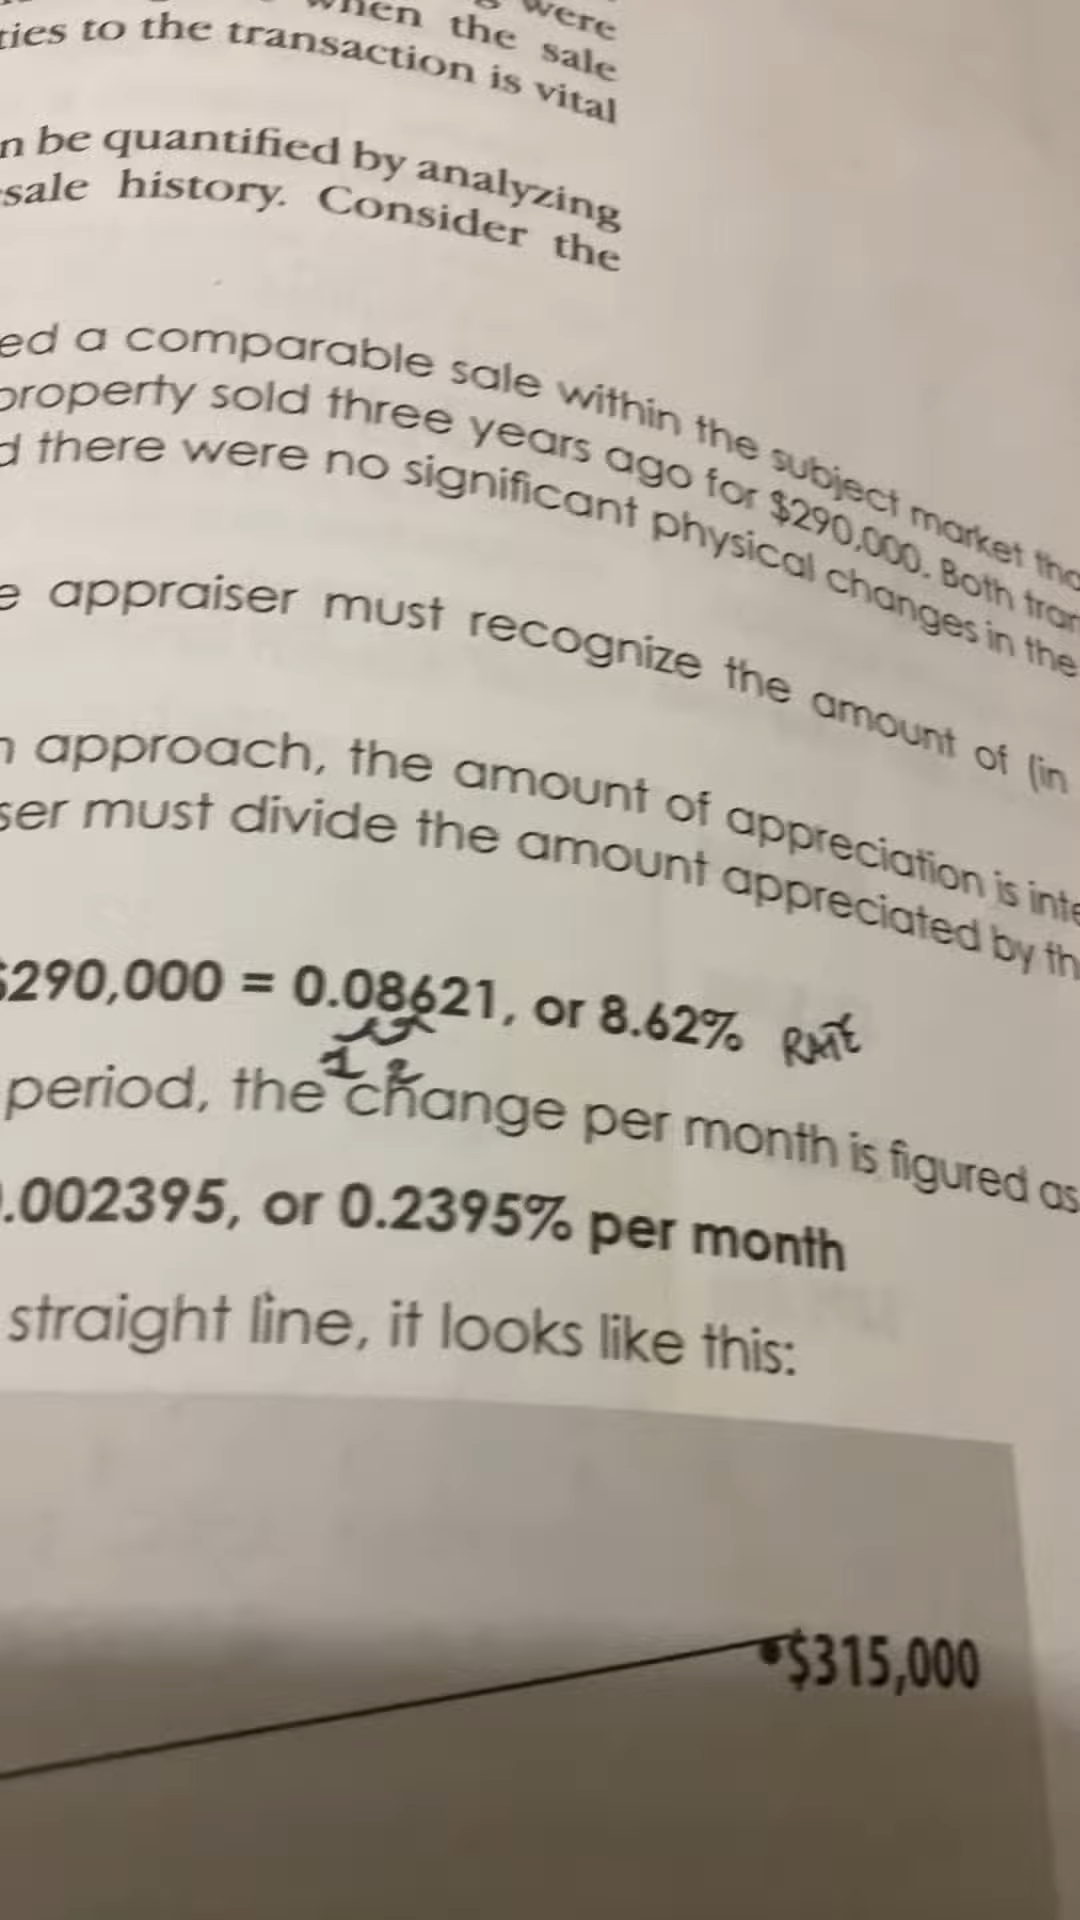 were
when the sale
ties to the transaction is vital
n be quantified by analyzing
sale history. Consider the
ed a comparable sale within the subject market tha
property sold three years ago for $290,000. Both tran
d there were no significant physical changes in the
e appraiser must recognize the amount of (in
n approach, the amount of appreciation is inte
ser must divide the amount appreciated by th
$290,000 = 0.08621, or 8.62% RATE
1 2
period, the change per month is figured as
.002395, or 0.2395% per month
straight line, it looks like this:
$315,000